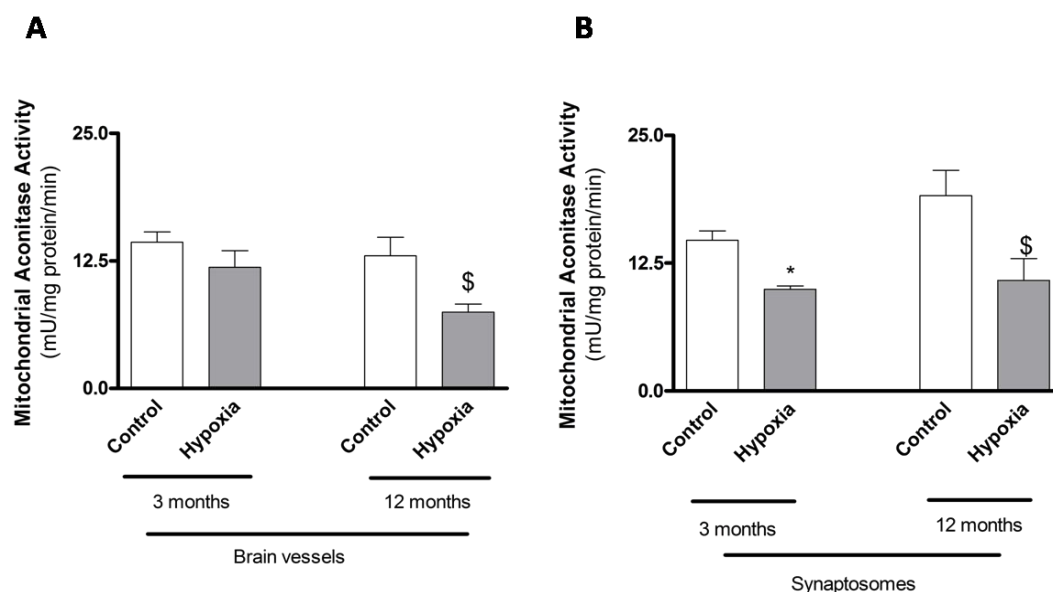 A
Mitochondrial Aconitase Activity
(mU/mg protein/min)
25.0
12.5
0.0
$
Control
Hypoxia
Control
Hypoxia
3 months
12 months
Brain vessels
B
Mitochondrial Aconitase Activity
(mU/mg protein/min)
25.0
12.5
0.0
*
$
Control
Hypoxia
Control
Hypoxia
3 months
12 months
Synaptosomes